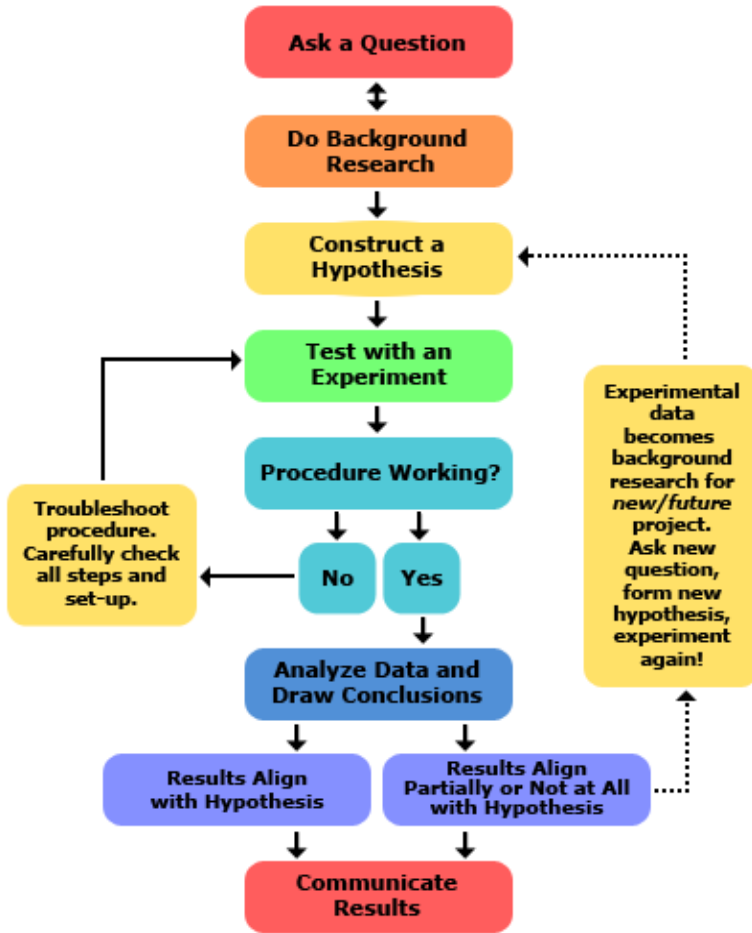 Ask a Question
Do Background
Research
Construct a
Hypothesis
Test with an
Experiment
Procedure Working?
No
Yes
Troubleshoot
procedure.
Carefully check
all steps and
set-up.
Analyze Data and
Draw Conclusions
Results Align
with Hypothesis
Results Align
Partially or Not at All
with Hypothesis
Experimental
data
becomes
background
research for
new/future
project.
Ask new
question,
form new
hypothesis,
experiment
again!
Communicate
Results